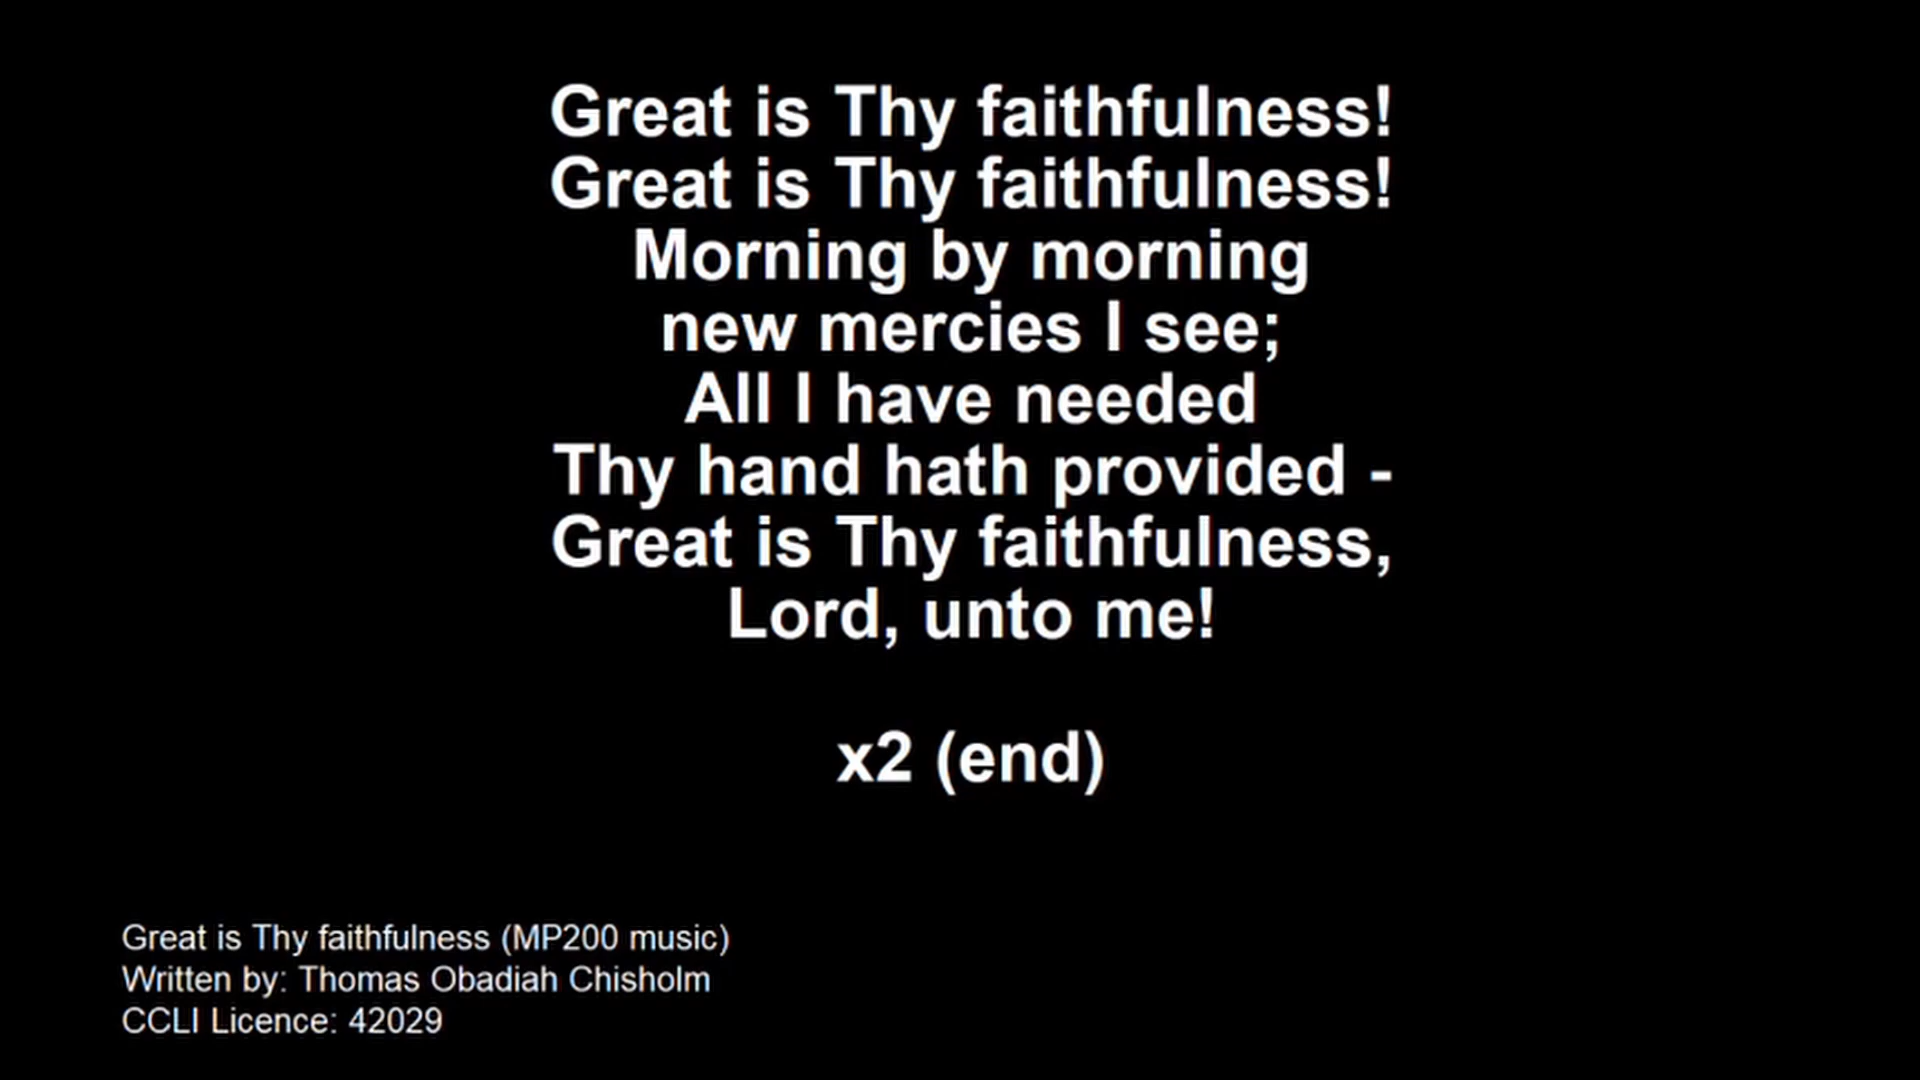 Great is Thy faithfulness!
Great is Thy faithfulness!
Morning by morning
new mercies I see;
All I have needed
Thy hand hath provided -
Great is Thy faithfulness,
Lord, unto me!
x2 (end)
Great is Thy faithfulness (MP200 music)
Written by: Thomas Obadiah Chisholm
CCLI Licence: 42029